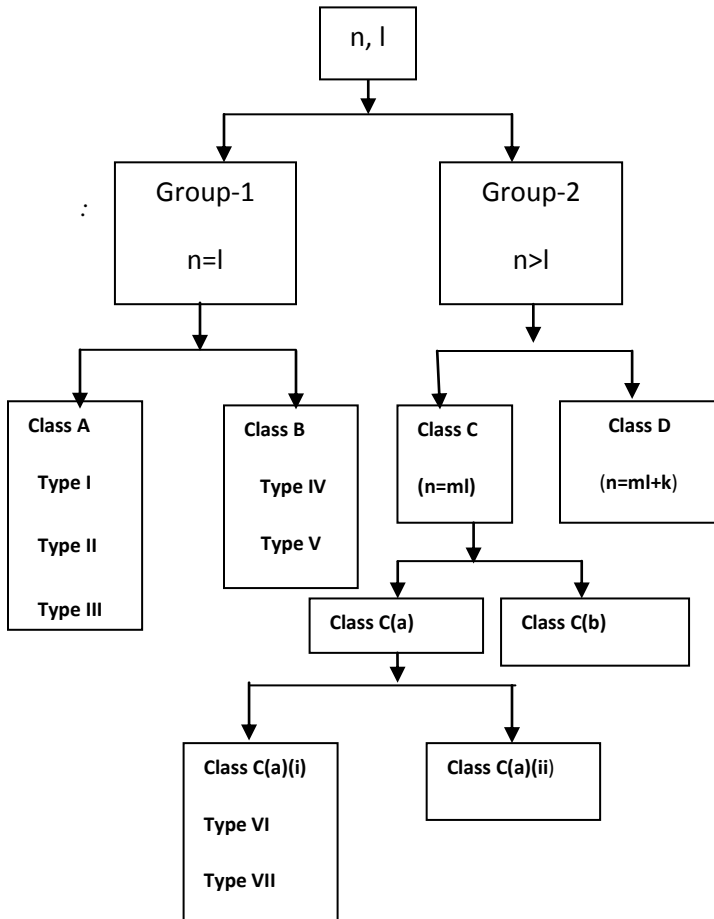 n, l
Group-1
n=l
Group-2
n>l
:
Class A
Type I
Type II
Type III
Class B
Type IV
Type V
Class C
(n=ml)
Class D
(n=ml+k)
Class C(a)
Class C(b)
Class C(a)(i)
Type VI
Type VII
Class C(a)(ii)